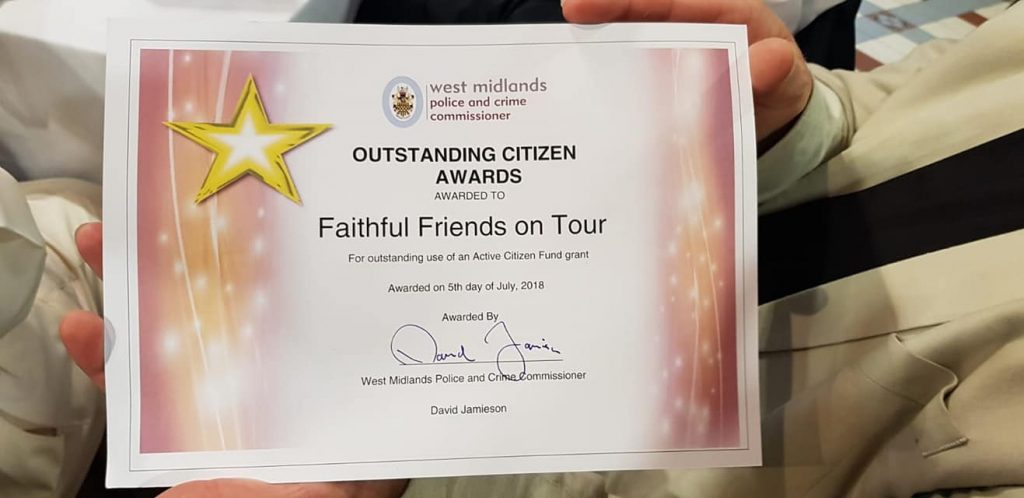 west midlands
police and crime
commissioner
OUTSTANDING CITIZEN
AWARDS
AWARDED TO
Faithful Friends on Tour
For outstanding use of an Active Citizen Fund grant
Awarded on 5th day of July, 2018
Awarded By
David Jamieson
West Midlands Police and Crime Commissioner
David Jamieson